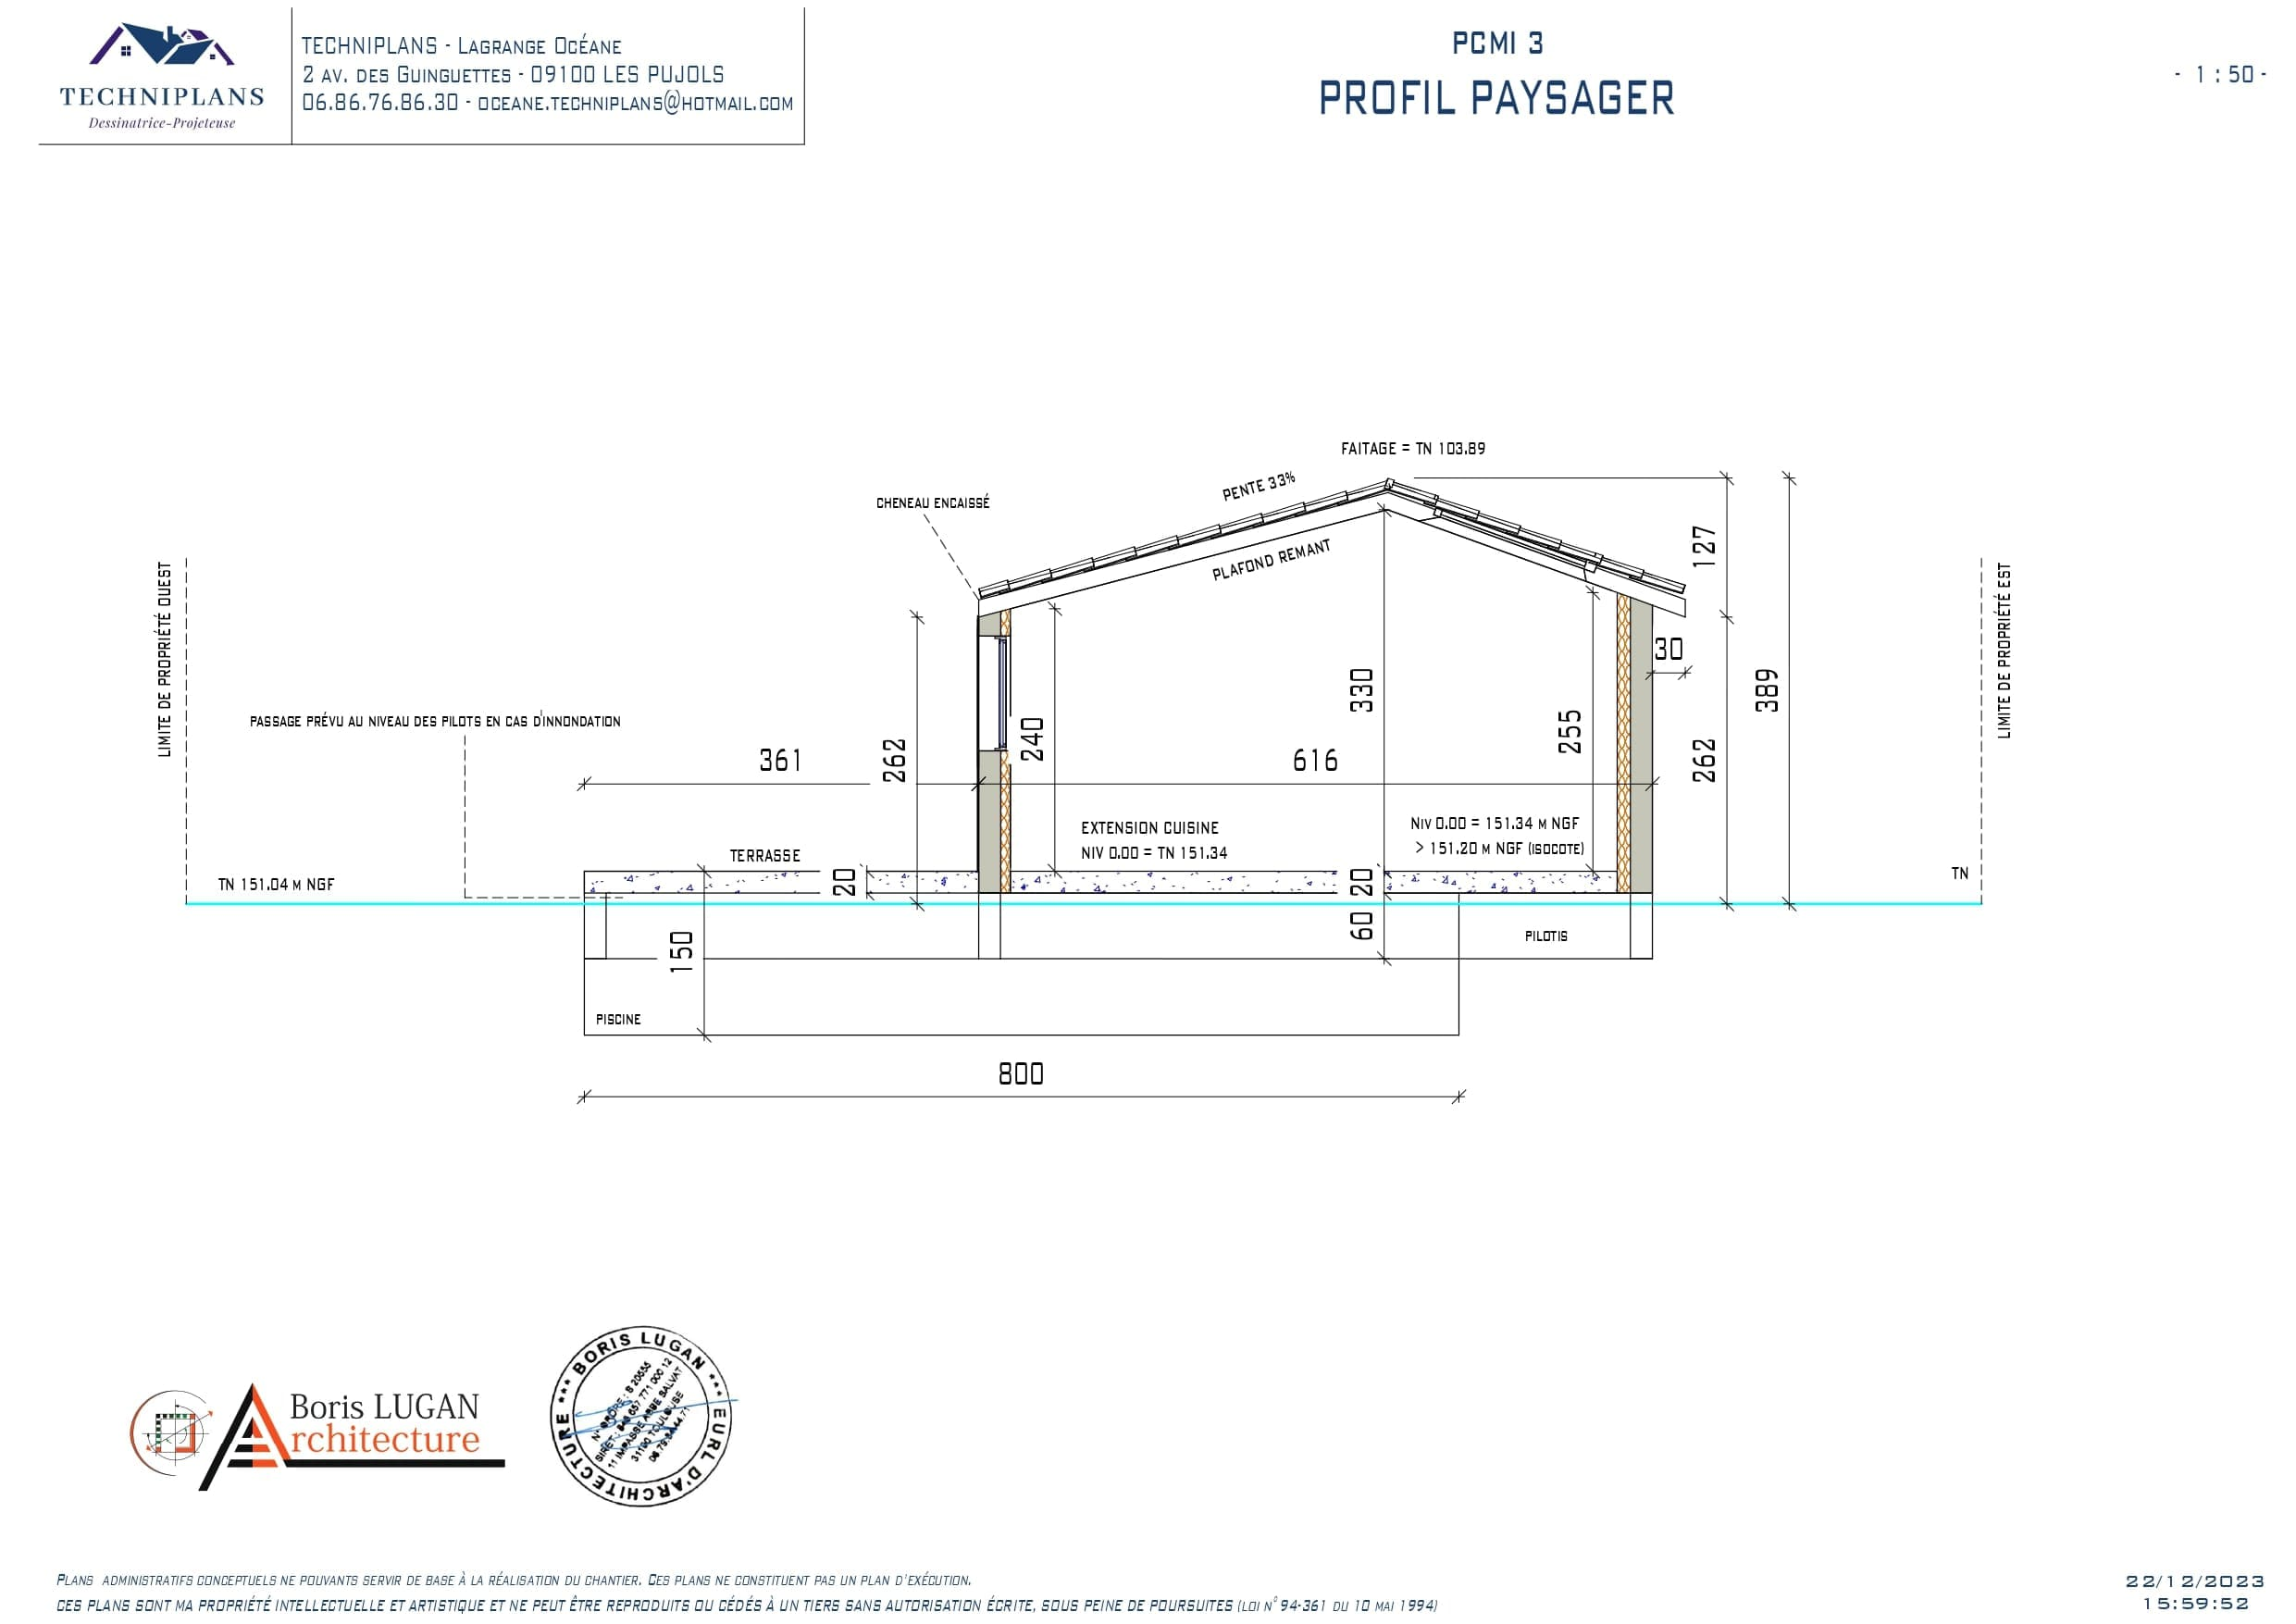 TECHNIPLANS
Dessinatrice-Projeteuse
TECHNIPLANS - Lagrange Océane
2 av. des Guinguettes - 09100 LES PUJOLS
06.86.76.86.30 - oceane.techniplans@hotmail.com
PCMI 3
PROFIL PAYSAGER
- 1 : 50 -
FAITAGE = TN 103.89
PENTE 33%
CHENEAU ENCAISSÉ
PLAFOND REMANT
127
LIMITE DE PROPRIÉTÉ OUEST
LIMITE DE PROPRIÉTÉ EST
30
389
330
PASSAGE PRÉVU AU NIVEAU DES PILOTS EN CAS D'INNONDATION
240
255
361
262
616
262
EXTENSION CUISINE
NIV 0.00 = TN 151.34
Niv 0.00 = 151.34 m NGF
> 151.20 m NGF (isocote)
TERRASSE
TN 151.04 m NGF
20
20
TN
60
150
PILOTIS
PISCINE
800
Boris LUGAN
Architecture
*** BORIS LUGAN *** EURL D'ARCHITECTURE
11 IMPASSE ABBE SALVAT
31100 TOULOUSE
Plans administratifs conceptuels ne pouvants servir de base à la réalisation du chantier. Ces plans ne constituent pas un plan d'exécution.
ces plans sont ma propriété intellectuelle et artistique et ne peut être reproduits ou cédés à un tiers sans autorisation écrite, sous peine de poursuites (loi n° 94-361 du 10 mai 1994)
22/12/2023
15:59:52